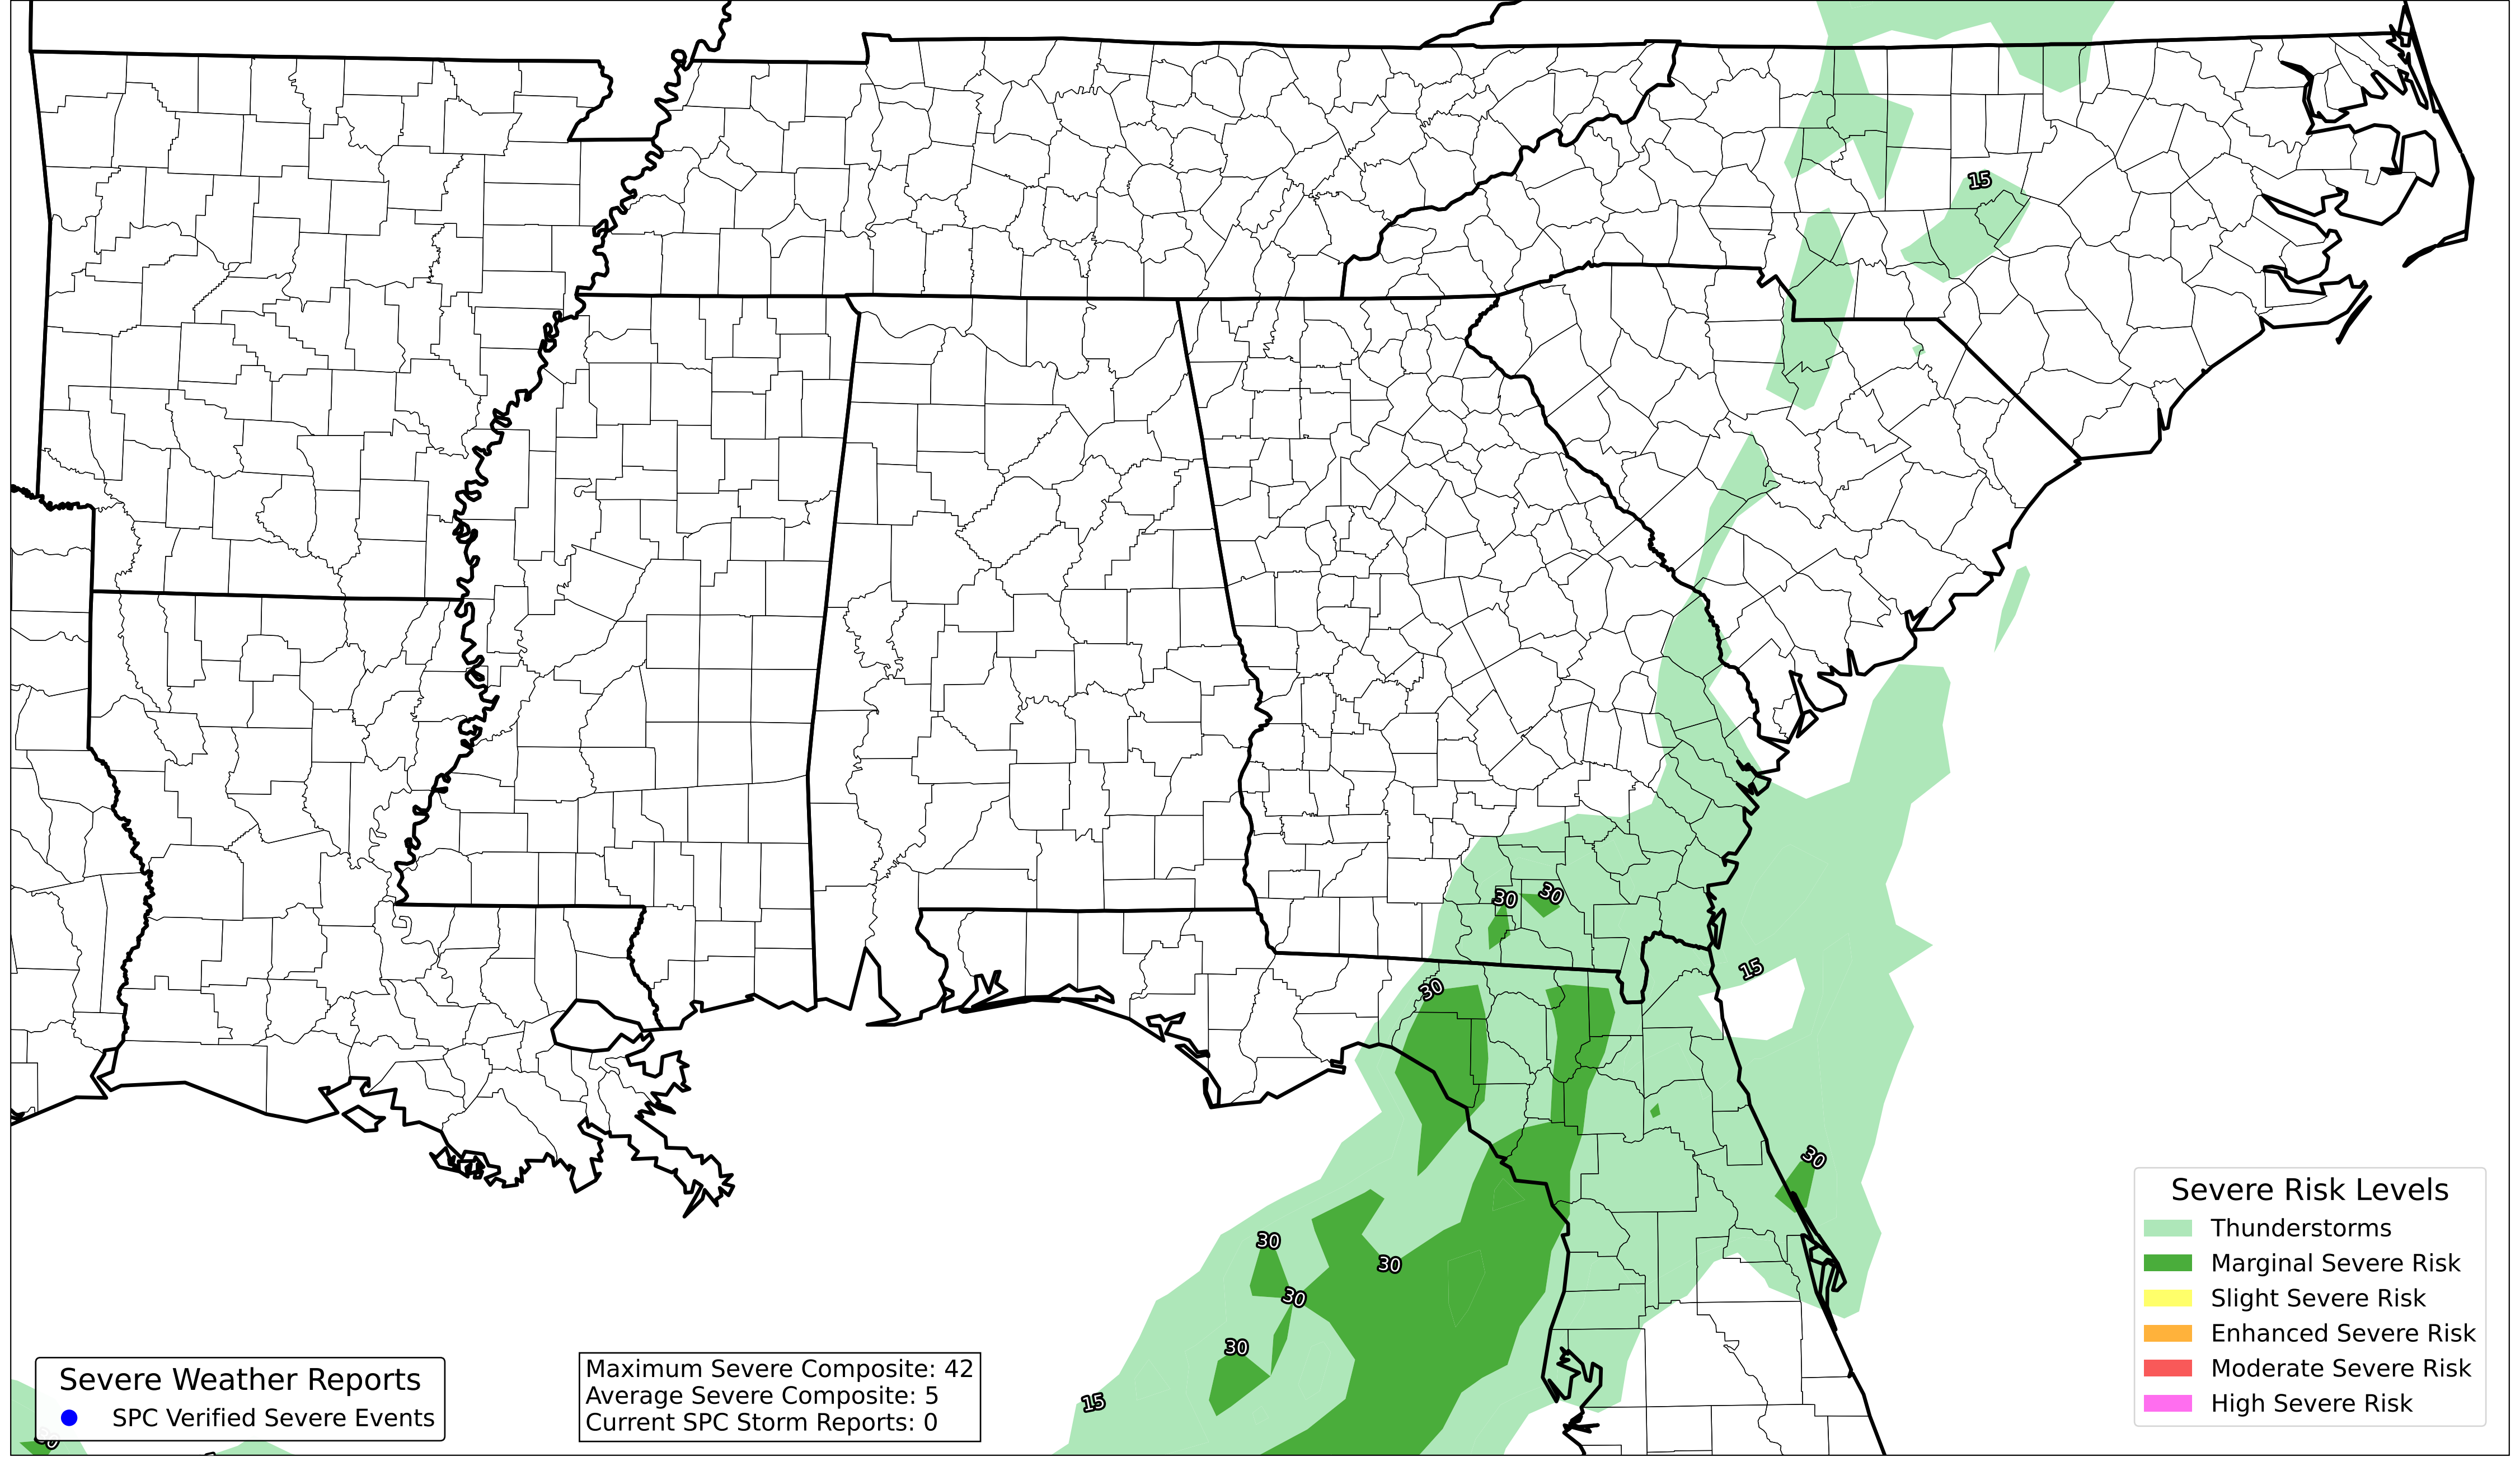 15
30
30
15
30
30
30
30
30
30
15
Severe Risk Levels
Thunderstorms
Marginal Severe Risk
Slight Severe Risk
Enhanced Severe Risk
Moderate Severe Risk
High Severe Risk
Severe Weather Reports
SPC Verified Severe Events
Maximum Severe Composite: 42
Average Severe Composite: 5
Current SPC Storm Reports: 0